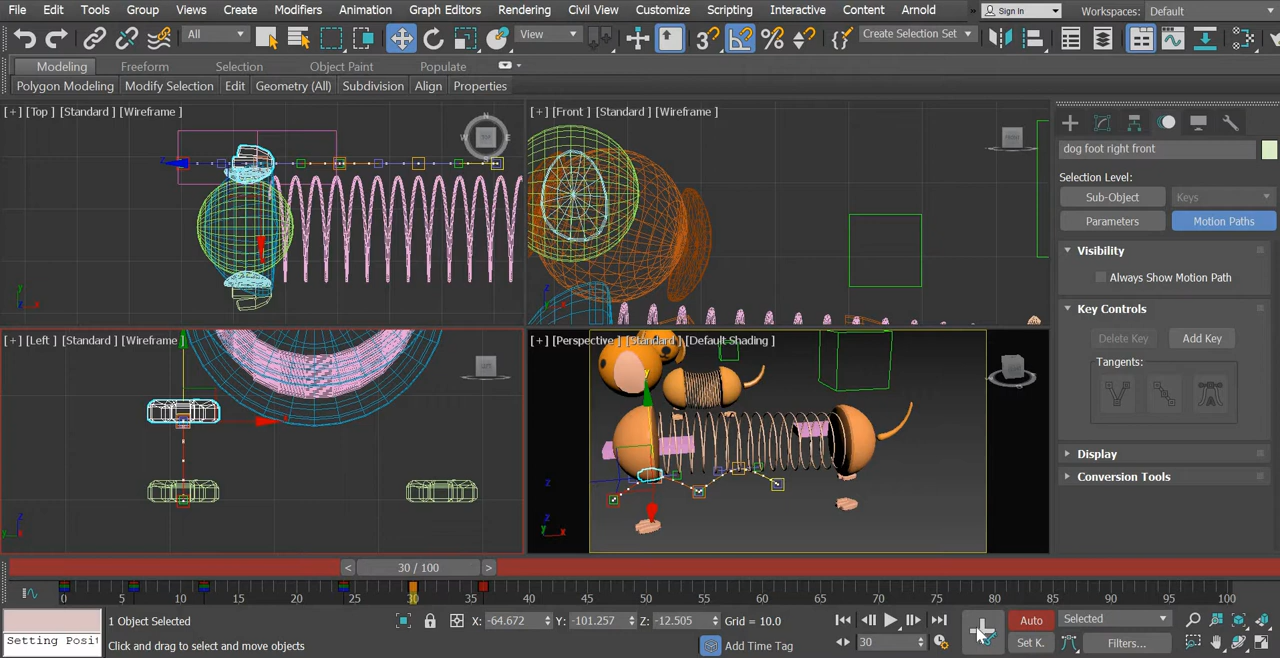 File Edit Tools Group Views Create Modifiers Animation Graph Editors Rendering Civil View Customize Scripting Interactive Content Arnold » Sign In Workspaces: Default
All View Create Selection Set
Modeling Freeform Selection Object Paint Populate
Polygon Modeling Modify Selection Edit Geometry (All) Subdivision Align Properties
[+] [Top ] [Standard ] [Wireframe ] [+] [Front ] [Standard ] [Wireframe ]
dog foot right front
Selection Level:
Sub-Object Keys
Parameters Motion Paths
Visibility
Always Show Motion Path
Key Controls
Delete Key Add Key
Tangents:
Display
Conversion Tools
[+] [Left ] [Standard ] [Wireframe ] [+] [Perspective ] [Standard ] [Default Shading ]
< 30 / 100 >
0 5 10 15 20 25 30 35 40 45 50 55 60 65 70 75 80 85 90 95 100
1 Object Selected X: -64.672 Y: -101.257 Z: -12.505 Grid = 10.0 Auto Selected
Setting Posi Click and drag to select and move objects Add Time Tag 30 Set K. Filters...